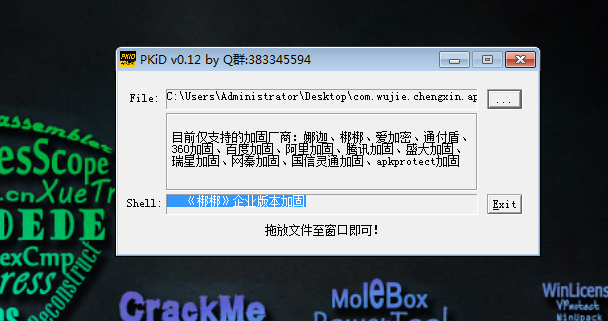 PKiD v0.12 by Q群:383345594
File:
C:\Users\Administrator\Desktop\com.wujie.chengxin.ap
...
目前仅支持的加固厂商：娜迦、梆梆、爱加密、通付盾、
360加固、百度加固、阿里加固、腾讯加固、盛大加固、
瑞星加固、网秦加固、国信灵通加固、apkprotect加固
Shell:
《梆梆》企业版本加固
Exit
拖放文件至窗口即可！
assembler
esScope
.cnXueTr
DEDE
exCmp
ress
Deconstruct
CrackMe
MoleBox
PowerTool
WinLicens
VMProtect
WinUpack